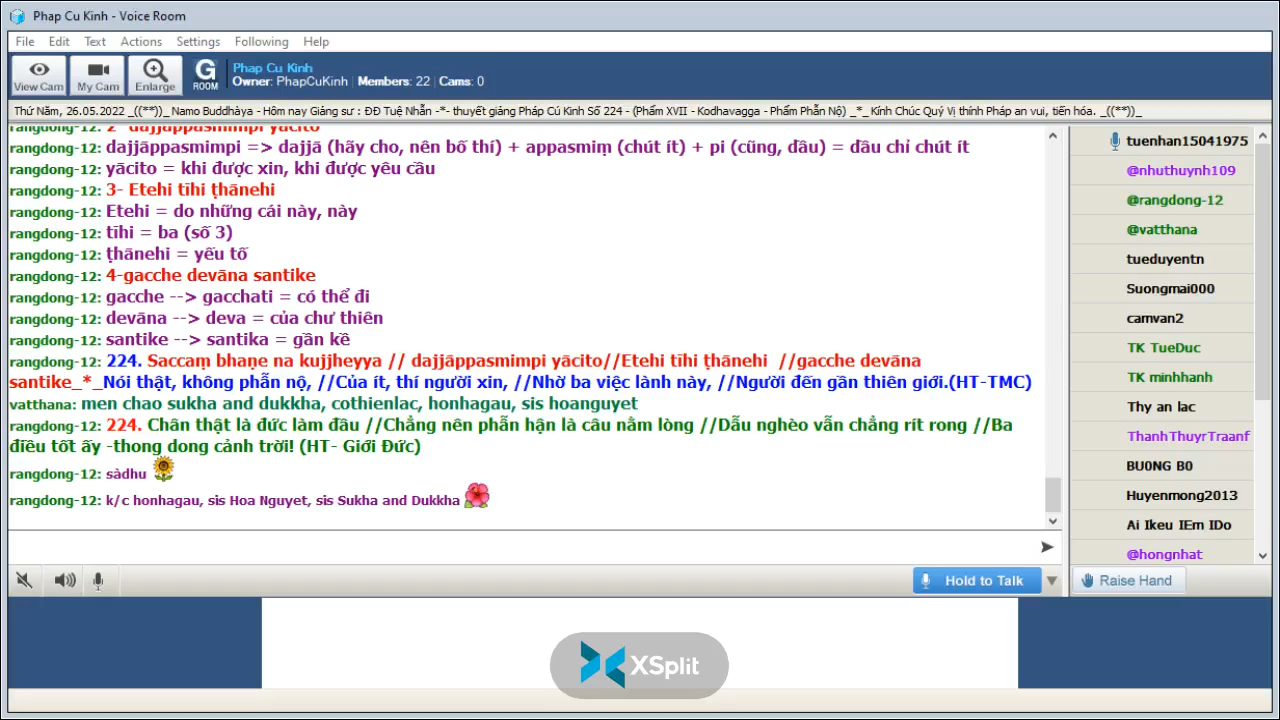 Phap Cu Kinh - Voice Room
File Edit Text Actions Settings Following Help
View Cam My Cam Enlarge G ROOM
Phap Cu Kinh
Owner: PhapCuKinh Members: 22 Cams: 0
Thứ Năm, 26.05.2022 _((**))_ Namo Buddhàya - Hôm nay Giảng sư : ĐĐ Tuệ Nhẫn -*- thuyết giảng Pháp Cú Kinh Số 224 - (Phẩm XVII - Kodhavagga - Phẩm Phẫn Nộ) _*_ Kính Chúc Quý Vị thính Pháp an vui, tiến hóa. _((**))_
rangdong-12: 2- dajjāppasmimpi yācito
rangdong-12: dajjāppasmimpi => dajjā (hãy cho, nên bố thí) + appasmiṃ (chút ít) + pi (cũng, đầu) = đầu chỉ chút ít
rangdong-12: yācito = khi được xin, khi được yêu cầu
rangdong-12: 3- Etehi tīhi ṭhānehi
rangdong-12: Etehi = do những cái này, này
rangdong-12: tīhi = ba (số 3)
rangdong-12: ṭhānehi = yếu tố
rangdong-12: 4-gacche devāna santike
rangdong-12: gacche --> gacchati = có thể đi
rangdong-12: devāna --> deva = của chư thiên
rangdong-12: santike --> santika = gần kề
rangdong-12: 224. Saccaṃ bhaṇe na kujjheyya // dajjāppasmimpi yācito//Etehi tīhi ṭhānehi //gacche devāna
santike_*_Nói thật, không phẫn nộ, //Của ít, thí người xin, //Nhờ ba việc lành này, //Người đến gần thiên giới.(HT-TMC)
vatthana: men chao sukha and dukkha, cothienlac, honhagau, sis hoanguyet
rangdong-12: 224. Chân thật là đức làm đầu //Chẳng nên phẫn hận là câu nằm lòng //Dẫu nghèo vẫn chẳng rít rong //Ba
điều tốt ấy -thong dong cảnh trời! (HT- Giới Đức)
rangdong-12: sàdhu
rangdong-12: k/c honhagau, sis Hoa Nguyet, sis Sukha and Dukkha
tuenhan15041975
@nhuthuynh109
@rangdong-12
@vatthana
tueduyentn
Suongmai000
camvan2
TK TueDuc
TK minhhanh
Thy an lac
ThanhThuyrTraanf
BU0NG B0
Huyenmong2013
Ai Ikeu IEm IDo
@hongnhat
Hold to Talk Raise Hand
XSplit